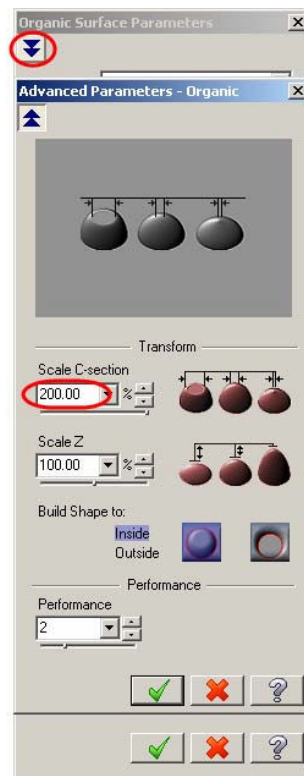 Organic Surface Parameters
Advanced Parameters - Organic
Transform
Scale C-section
200.00 %
Scale Z
100.00 %
Build Shape to:
Inside
Outside
Performance
Performance
2